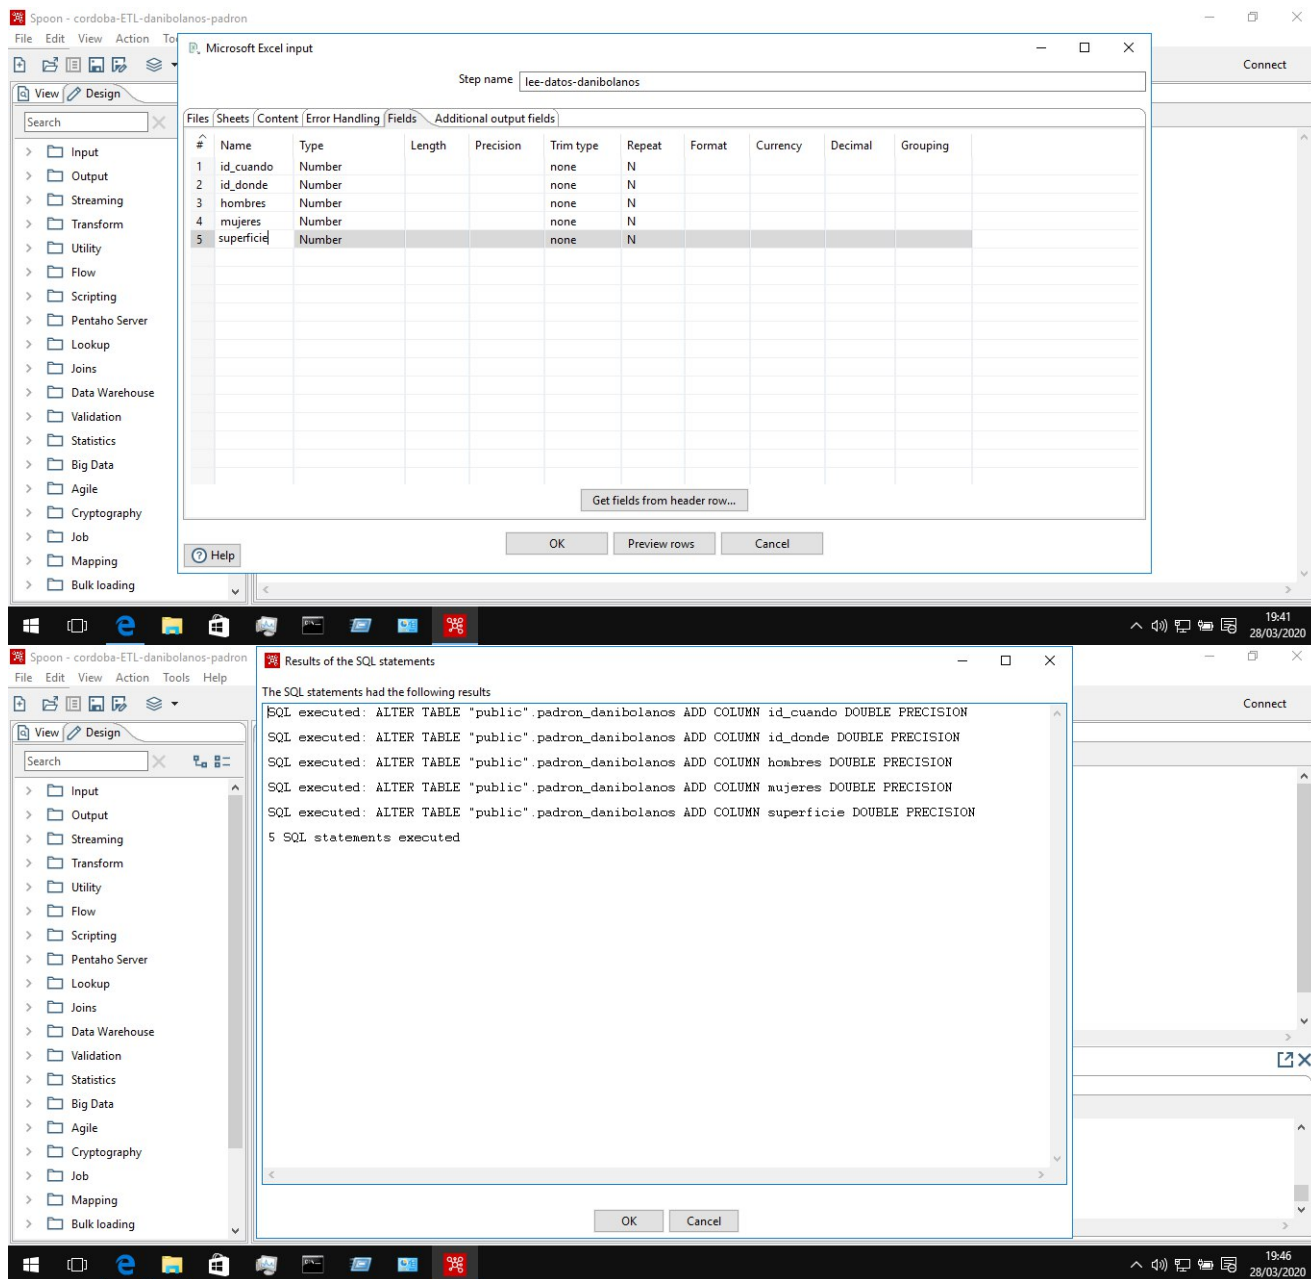 Spoon - cordoba-ETL-danibolanos-padron
File Edit View Action To
Microsoft Excel input
Connect
Step name lee-datos-danibolanos
View Design
Search
Files Sheets Content Error Handling Fields Additional output fields
# Name Type Length Precision Trim type Repeat Format Currency Decimal Grouping
1 id_cuando Number none N
2 id_donde Number none N
3 hombres Number none N
4 mujeres Number none N
5 superficie Number none N
Input
Output
Streaming
Transform
Utility
Flow
Scripting
Pentaho Server
Lookup
Joins
Data Warehouse
Validation
Statistics
Big Data
Agile
Cryptography
Job
Mapping
Bulk loading
Get fields from header row...
OK Preview rows Cancel
Help
19:41
28/03/2020
Spoon - cordoba-ETL-danibolanos-padron
File Edit View Action Tools Help
Results of the SQL statements
Connect
The SQL statements had the following results
SQL executed: ALTER TABLE "public".padron_danibolanos ADD COLUMN id_cuando DOUBLE PRECISION
SQL executed: ALTER TABLE "public".padron_danibolanos ADD COLUMN id_donde DOUBLE PRECISION
SQL executed: ALTER TABLE "public".padron_danibolanos ADD COLUMN hombres DOUBLE PRECISION
SQL executed: ALTER TABLE "public".padron_danibolanos ADD COLUMN mujeres DOUBLE PRECISION
SQL executed: ALTER TABLE "public".padron_danibolanos ADD COLUMN superficie DOUBLE PRECISION
5 SQL statements executed
View Design
Search
Input
Output
Streaming
Transform
Utility
Flow
Scripting
Pentaho Server
Lookup
Joins
Data Warehouse
Validation
Statistics
Big Data
Agile
Cryptography
Job
Mapping
Bulk loading
OK Cancel
19:46
28/03/2020